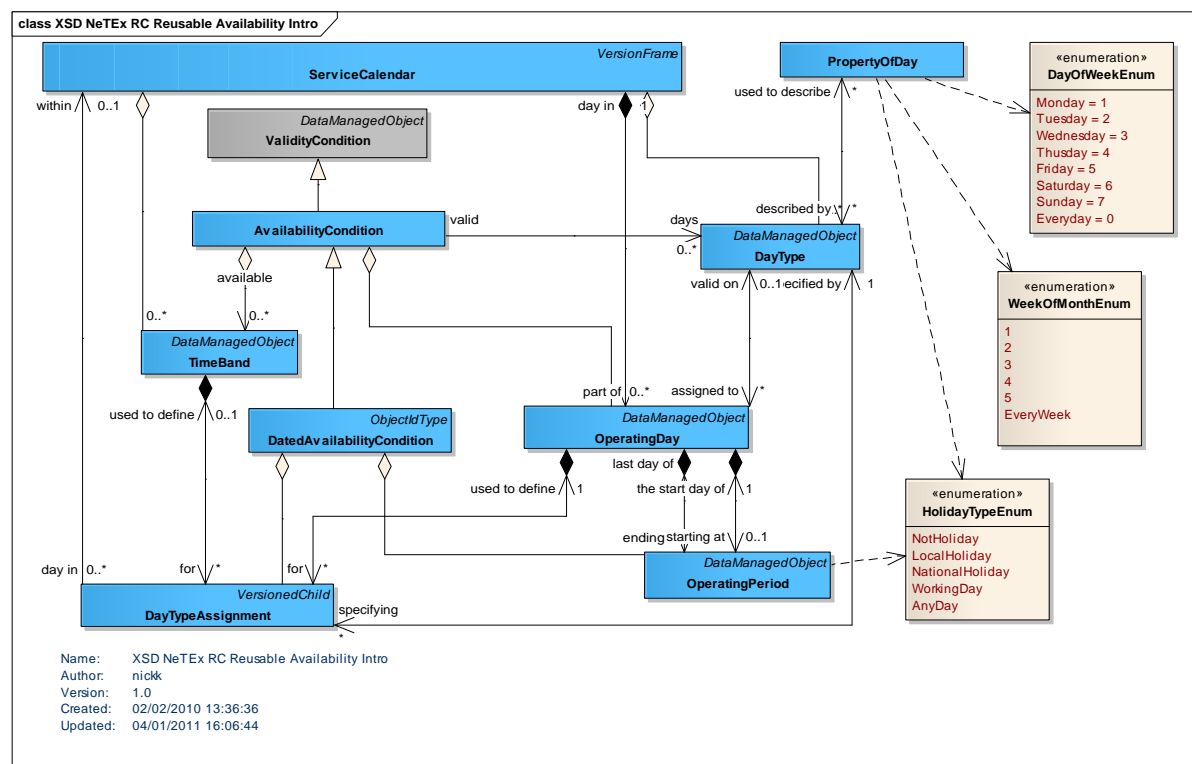 class XSD NeTEx RC Reusable Availability Intro
VersionFrame
ServiceCalendar
PropertyOfDay
«enumeration»
DayOfWeekEnum
Monday = 1
Tuesday = 2
Wednesday = 3
Thusday = 4
Friday = 5
Saturday = 6
Sunday = 7
Everyday = 0
within
0..1
day in
1
used to describe
*
DataManagedObject
ValidityCondition
AvailabilityCondition
valid
days
0..*
described by
*
*
DataManagedObject
DayType
available
0..*
0..*
valid on
0..1
ecified by
1
«enumeration»
WeekOfMonthEnum
1
2
3
4
5
EveryWeek
DataManagedObject
TimeBand
used to define
0..1
ObjectIdType
DatedAvailabilityCondition
part of
0..*
assigned to
*
DataManagedObject
OperatingDay
last day of
used to define
1
the start day of
1
«enumeration»
HolidayTypeEnum
NotHoliday
LocalHoliday
NationalHoliday
WorkingDay
AnyDay
ending
starting at
0..1
DataManagedObject
OperatingPeriod
day in
0..*
for
*
for
*
VersionedChild
DayTypeAssignment
specifying
*
Name: XSD NeTEx RC Reusable Availability Intro
Author: nickk
Version: 1.0
Created: 02/02/2010 13:36:36
Updated: 04/01/2011 16:06:44